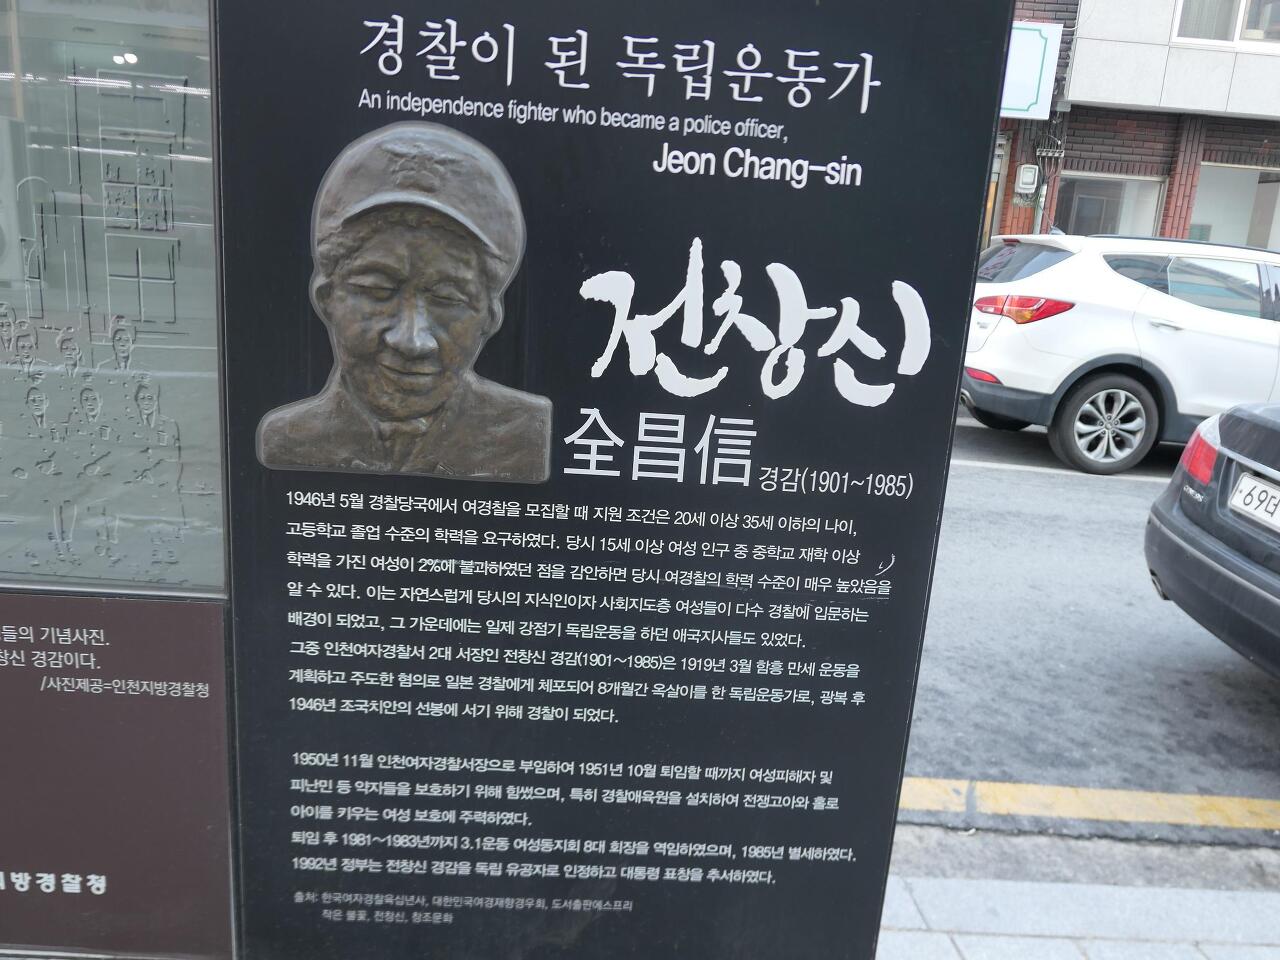 경찰이 된 독립운동가
An independence fighter who became a police officer,
Jeon Chang-sin
전창신
全昌信 경감(1901~1985)
1946년 5월 경찰당국에서 여경찰을 모집할 때 지원 조건은 20세 이상 35세 이하의 나이,
고등학교 졸업 수준의 학력을 요구하였다. 당시 15세 이상 여성 인구 중 중학교 재학 이상
학력을 가진 여성이 2%에 불과하였던 점을 감안하면 당시 여경찰의 학력 수준이 매우 높았음을
알 수 있다. 이는 자연스럽게 당시의 지식인이자 사회지도층 여성들이 다수 경찰에 입문하는
배경이 되었고, 그 가운데에는 일제 강점기 독립운동을 하던 애국지사들도 있었다.
그중 인천여자경찰서 2대 서장인 전창신 경감(1901~1985)은 1919년 3월 함흥 만세 운동을
계획하고 주도한 혐의로 일본 경찰에게 체포되어 8개월간 옥살이를 한 독립운동가로, 광복 후
1946년 조국치안의 선봉에 서기 위해 경찰이 되었다.
1950년 11월 인천여자경찰서장으로 부임하여 1951년 10월 퇴임할 때까지 여성피해자 및
피난민 등 약자들을 보호하기 위해 힘썼으며, 특히 경찰애육원을 설치하여 전쟁고아와 홀로
아이를 키우는 여성 보호에 주력하였다.
퇴임 후 1981~1983년까지 3.1운동 여성동지회 8대 회장을 역임하였으며, 1985년 별세하였다.
1992년 정부는 전창신 경감을 독립 유공자로 인정하고 대통령 표창을 추서하였다.
출처: 한국여자경찰육십년사, 대한민국여경재향경우회, 도서출판에스프리
작은 불꽃, 전창신, 창조문화
들의 기념사진.
창신 경감이다.
/사진제공=인천지방경찰청
지방경찰청
69더